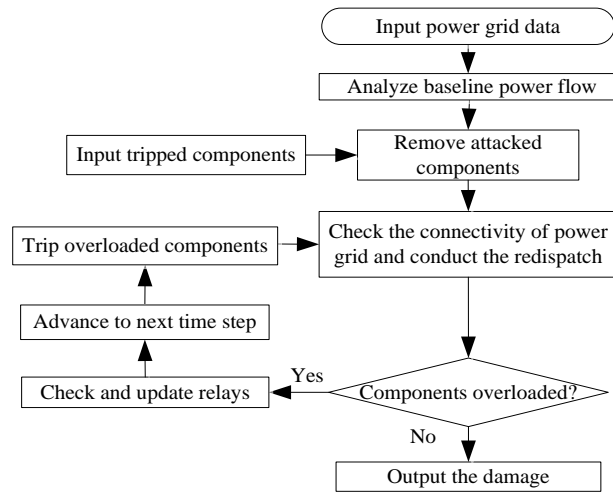 Input power grid data
Analyze baseline power flow
Input tripped components
Remove attacked
components
Trip overloaded components
Check the connectivity of power
grid and conduct the redispatch
Advance to next time step
Check and update relays
Yes
Components overloaded?
No
Output the damage